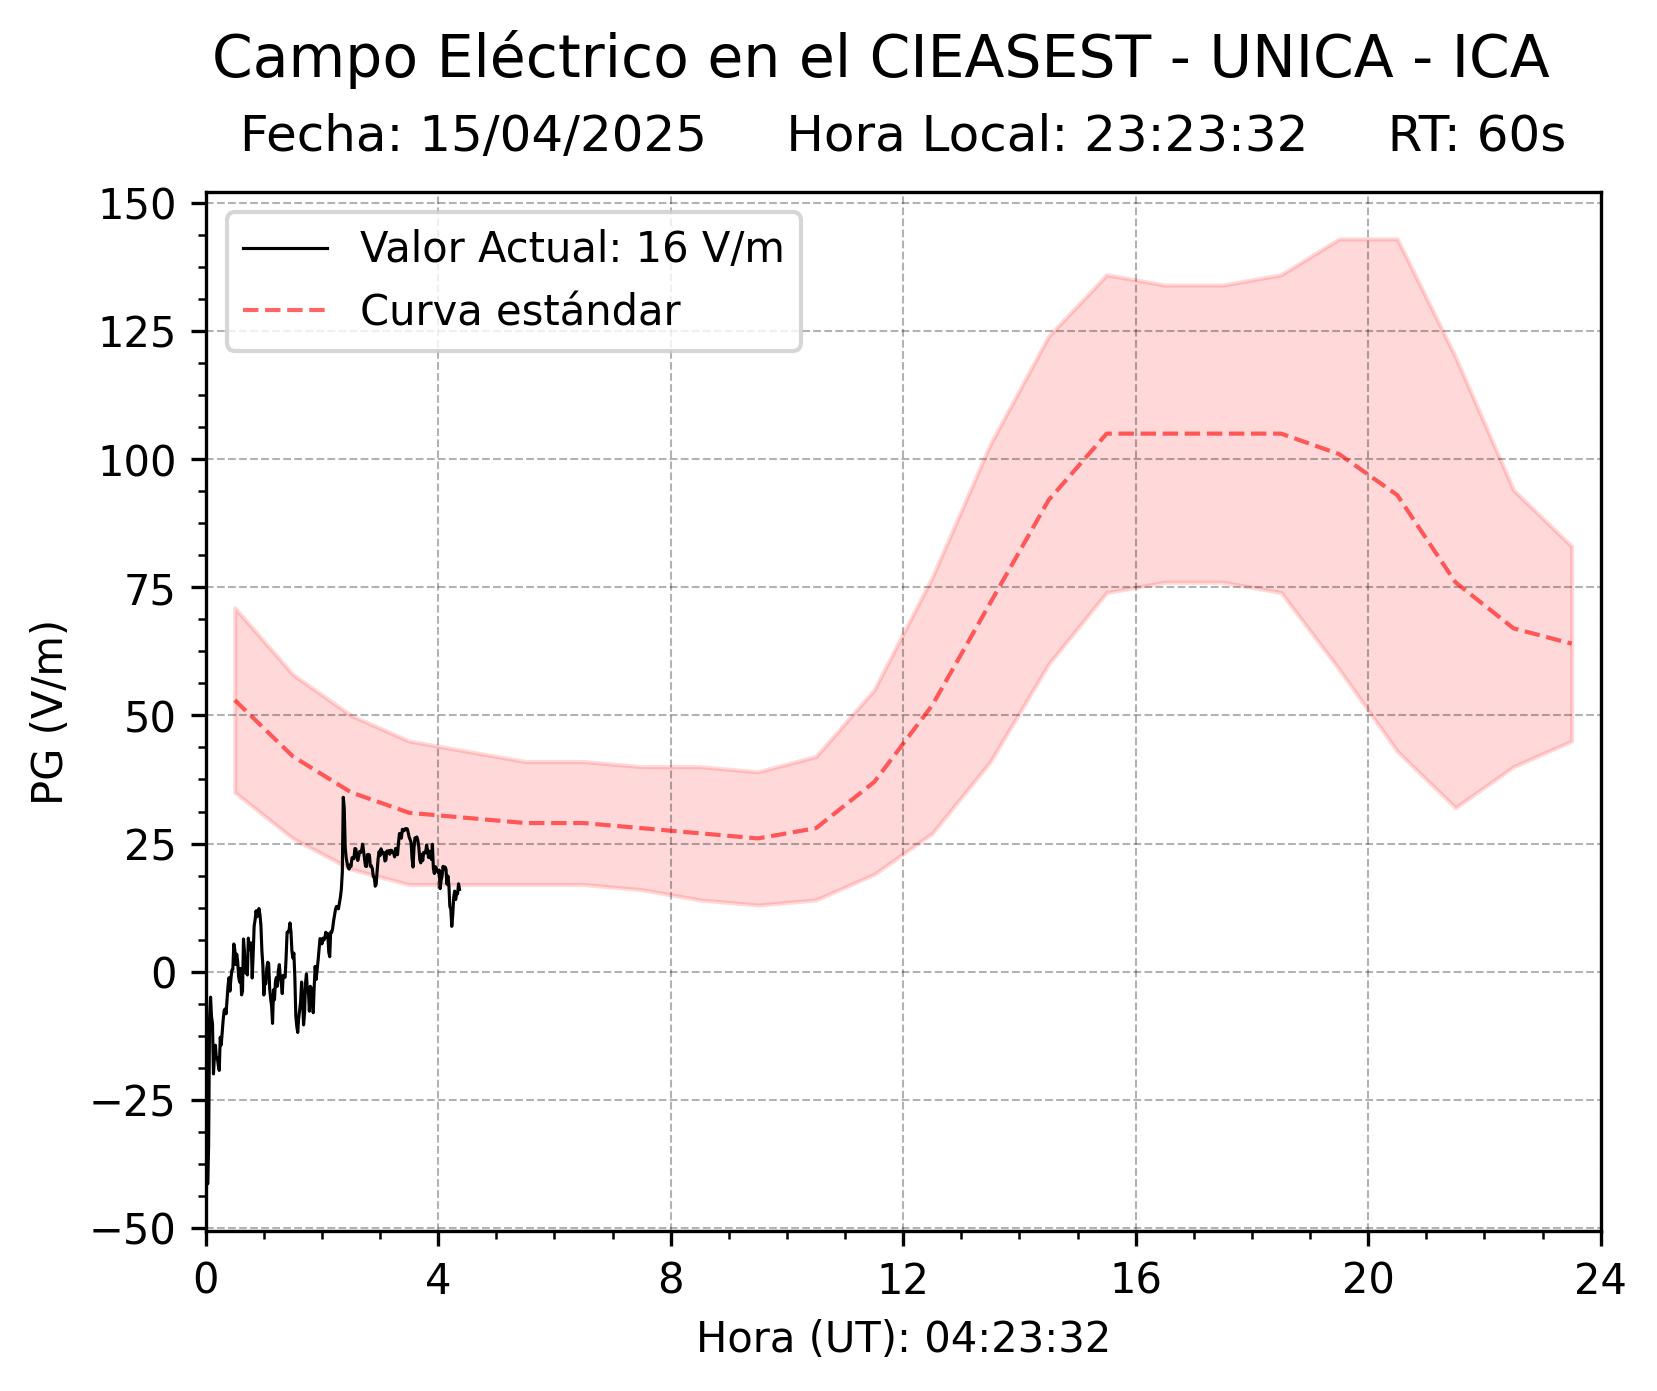 Campo Eléctrico en el CIEASEST - UNICA - ICA
Fecha: 15/04/2025 Hora Local: 23:23:32 RT: 60s
Valor Actual: 16 V/m
Curva estándar
PG (V/m)
150
125
100
75
50
25
0
−25
−50
0 4 8 12 16 20 24
Hora (UT): 04:23:32